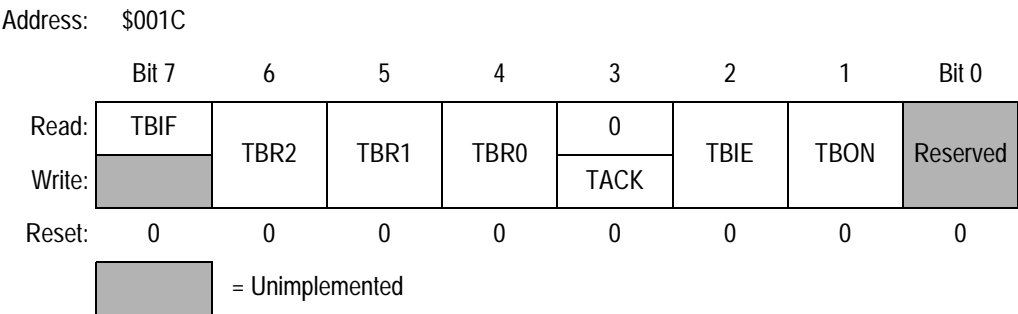 Address: $001C
Bit 7 6 5 4 3 2 1 Bit 0
Read: TBIF TBR2 TBR1 TBR0 0 TBIE TBON Reserved
Write: TACK
Reset: 0 0 0 0 0 0 0 0
= Unimplemented